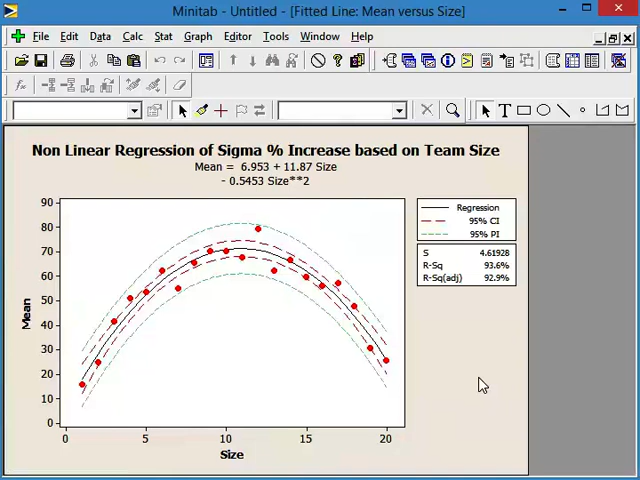 Minitab - Untitled - [Fitted Line: Mean versus Size]
File Edit Data Calc Stat Graph Editor Tools Window Help
Non Linear Regression of Sigma % Increase based on Team Size
Mean = 6.953 + 11.87 Size
- 0.5453 Size**2
90
80
70
60
50
40
30
20
10
0
Mean
0 5 10 15 20
Size
Regression
95% CI
95% PI
S 4.61928
R-Sq 93.6%
R-Sq(adj) 92.9%